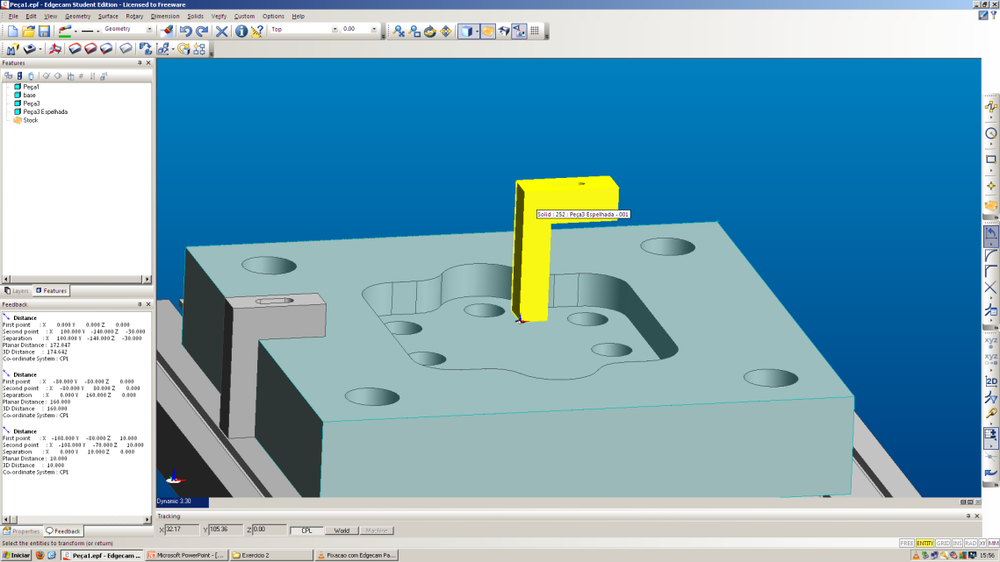 Peça1.epf - Edgecam Student Edition - Licensed to Freeware
File Edit View Geometry Surface Rotary Dimension Solids Verify Custom Options Help
Geometry Top 0.00
Features
Peça1
base
Peça3
Peça3 Espelhada
Stock
Solid : 252 : Peça3 Espelhada - 001
Layers Features
Feedback
Distance
First point : X 0.000 Y 0.000 Z 0.000
Second point : X 100.000 Y -140.000 Z -30.000
Separation : X 100.000 Y -140.000 Z -30.000
Planar Distance : 172.047
3D Distance : 174.642
Co-ordinate System : CPL
Distance
First point : X -80.000 Y -80.000 Z 0.000
Second point : X -80.000 Y 80.000 Z 0.000
Separation : X 0.000 Y 160.000 Z 0.000
Planar Distance : 160.000
3D Distance : 160.000
Co-ordinate System : CPL
Distance
First point : X -108.000 Y -80.000 Z 10.000
Second point : X -108.000 Y -70.000 Z 10.000
Separation : X 0.000 Y 10.000 Z 0.000
Planar Distance : 10.000
3D Distance : 10.000
Co-ordinate System : CPL
xyz
xyz
2D
Dynamic 3.30
Tracking
Properties Feedback
X 32.17 Y 105.36 Z 0.00 CPL World Machine
Select the entities to transform (or return)
FREE ENTITY GRID INS RAD XY MM
Iniciar Peça1.epf - Edgecam ... Microsoft PowerPoint - [... Exercicio 2 Fixacao com Edgecam Pa... 15:56